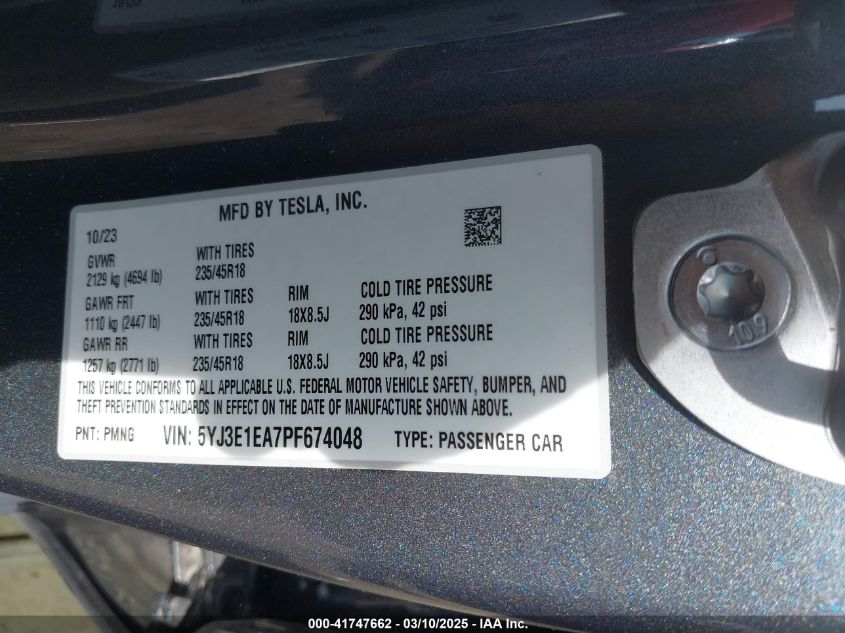 MFD BY TESLA, INC.
10/23
GVWR WITH TIRES
2129 kg (4694 lb) 235/45R18
GAWR FRT WITH TIRES RIM COLD TIRE PRESSURE
1110 kg (2447 lb) 235/45R18 18X8.5J 290 kPa, 42 psi
GAWR RR WITH TIRES RIM COLD TIRE PRESSURE
1257 kg (2771 lb) 235/45R18 18X8.5J 290 kPa, 42 psi
THIS VEHICLE CONFORMS TO ALL APPLICABLE U.S. FEDERAL MOTOR VEHICLE SAFETY, BUMPER, AND
THEFT PREVENTION STANDARDS IN EFFECT ON THE DATE OF MANUFACTURE SHOWN ABOVE.
PNT: PMNG VIN: 5YJ3E1EA7PF674048 TYPE: PASSENGER CAR
10.9
000-41747662 - 03/10/2025 - IAA Inc.